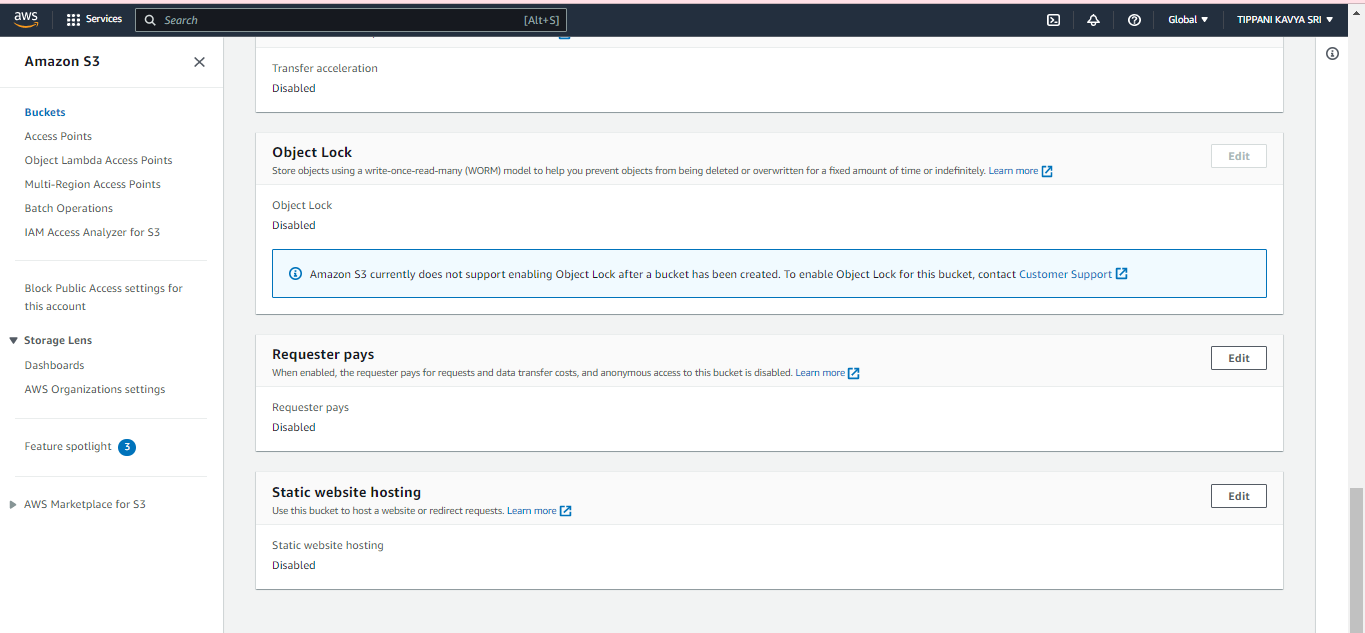 aws
Services
Search
[Alt+S]
Global ▼
TIPPANI KAVYA SRI ▼
Amazon S3
Buckets
Access Points
Object Lambda Access Points
Multi-Region Access Points
Batch Operations
IAM Access Analyzer for S3
Block Public Access settings for
this account
▼ Storage Lens
Dashboards
AWS Organizations settings
Feature spotlight 3
▶ AWS Marketplace for S3
Transfer acceleration
Disabled
Object Lock
Edit
Store objects using a write-once-read-many (WORM) model to help you prevent objects from being deleted or overwritten for a fixed amount of time or indefinitely. Learn more
Object Lock
Disabled
Amazon S3 currently does not support enabling Object Lock after a bucket has been created. To enable Object Lock for this bucket, contact Customer Support
Requester pays
Edit
When enabled, the requester pays for requests and data transfer costs, and anonymous access to this bucket is disabled. Learn more
Requester pays
Disabled
Static website hosting
Edit
Use this bucket to host a website or redirect requests. Learn more
Static website hosting
Disabled